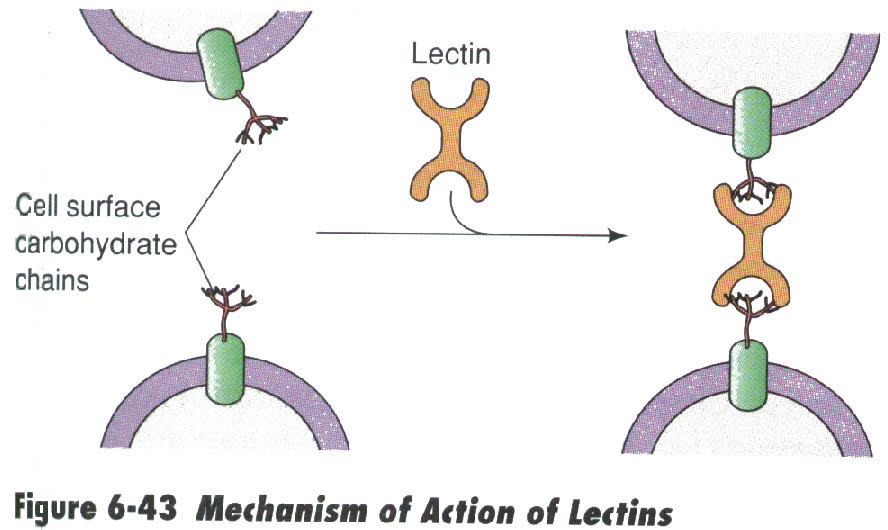 Lectin
Cell surface
carbohydrate
chains
Figure 6-43 Mechanism of Action of Lectins